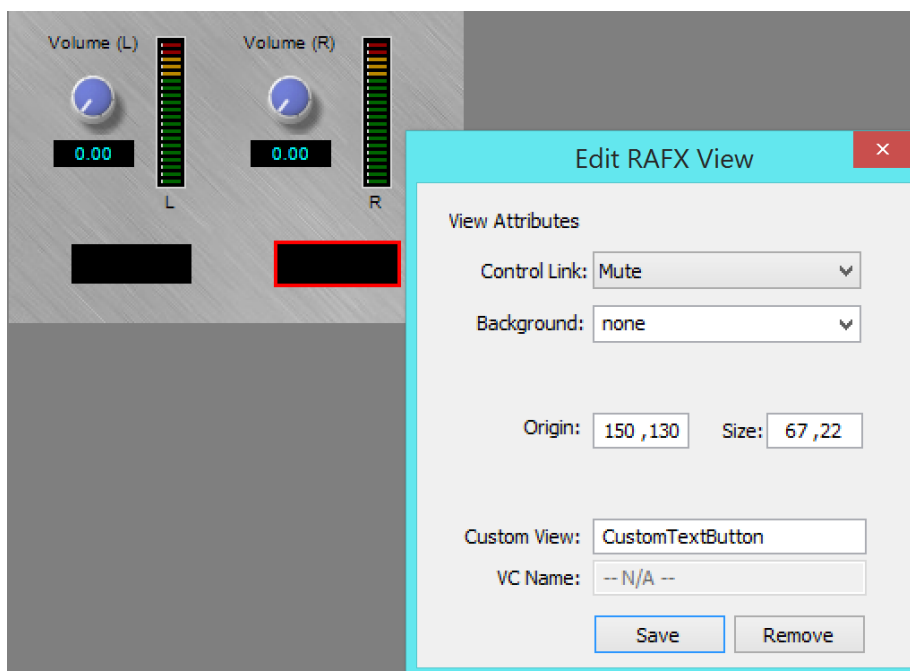 Volume (L) Volume (R)
0.00 0.00
L R
Edit RAFX View
View Attributes
Control Link: Mute
Background: none
Origin: 150 ,130 Size: 67 ,22
Custom View: CustomTextButton
VC Name: -- N/A --
Save Remove